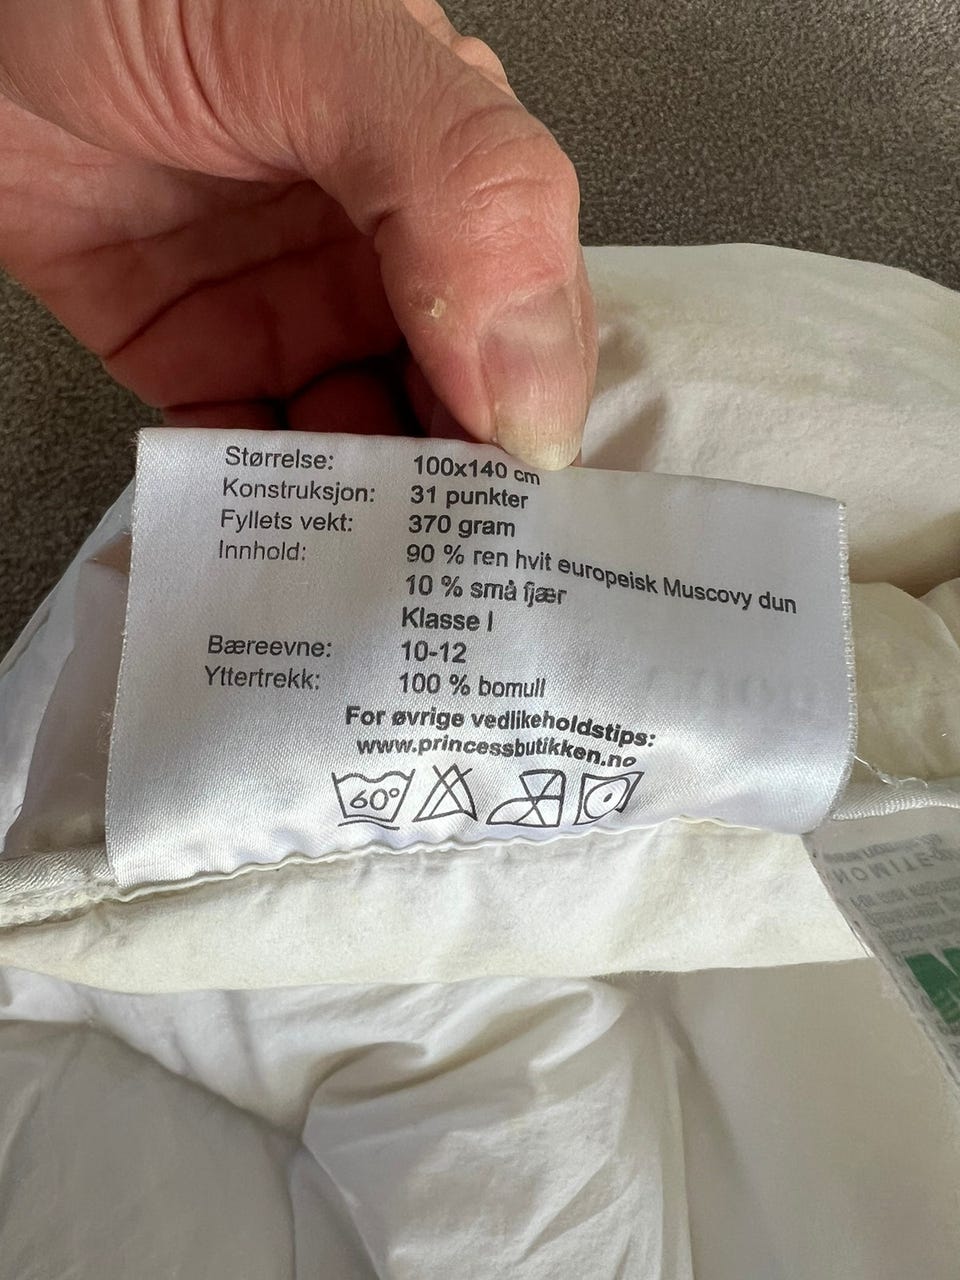 Størrelse: 100x140 cm
Konstruksjon: 31 punkter
Fyllets vekt: 370 gram
Innhold: 90 % ren hvit europeisk Muscovy dun
10 % små fjær
Klasse I
Bæreevne: 10-12
Yttertrekk: 100 % bomull
For øvrige vedlikeholdstips:
www.princessbutikken.no
60°
NOMITE